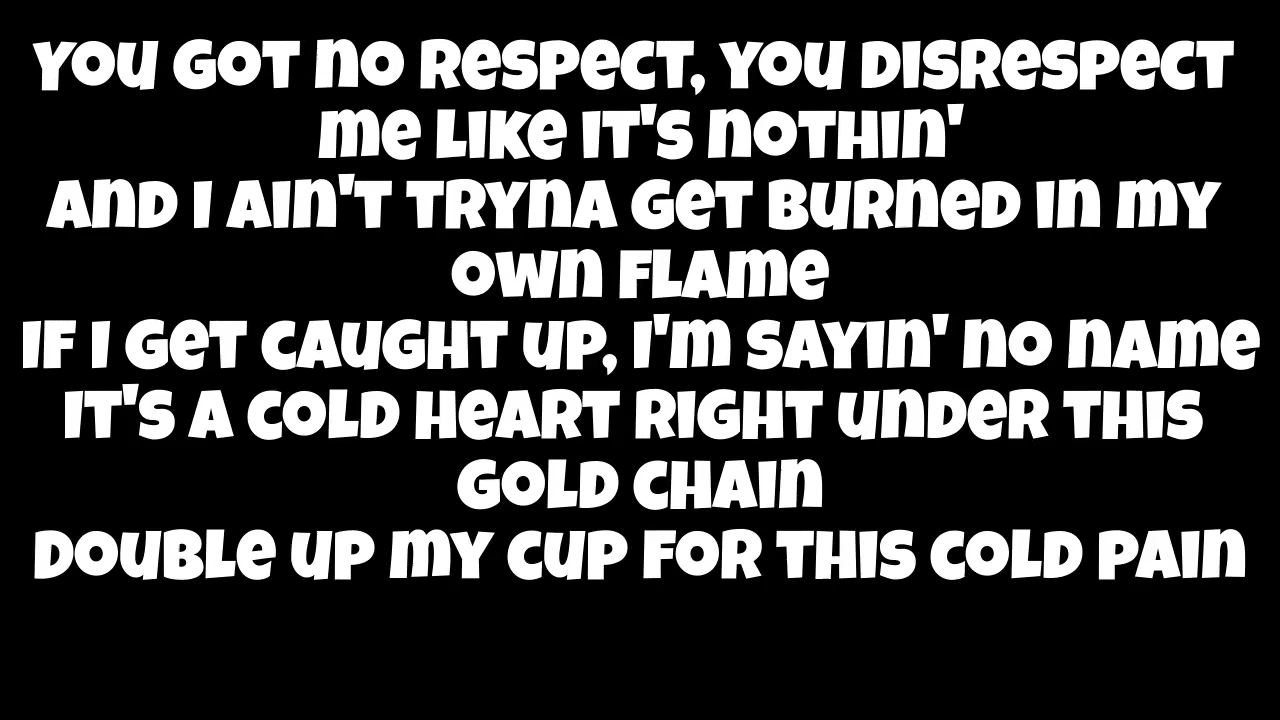 You got no respect, you disrespect
me like it's nothin'
And I ain't tryna get burned in my
own flame
If I get caught up, I'm sayin' no name
It's a cold heart right under this
gold chain
Double up my cup for this cold pain